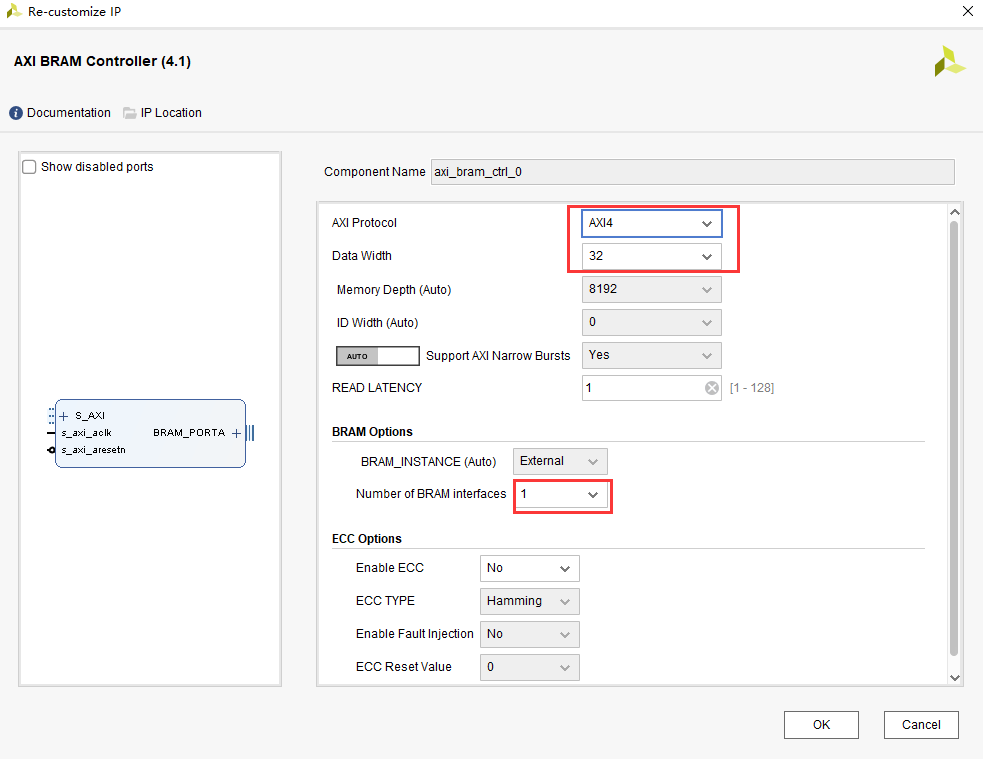 Re-customize IP
AXI BRAM Controller (4.1)
Documentation IP Location
Show disabled ports
S_AXI
s_axi_aclk BRAM_PORTA
s_axi_aresetn
Component Name axi_bram_ctrl_0
AXI Protocol AXI4
Data Width 32
Memory Depth (Auto) 8192
ID Width (Auto) 0
AUTO Support AXI Narrow Bursts Yes
READ LATENCY 1 [1 - 128]
BRAM Options
BRAM_INSTANCE (Auto) External
Number of BRAM interfaces 1
ECC Options
Enable ECC No
ECC TYPE Hamming
Enable Fault Injection No
ECC Reset Value 0
OK Cancel